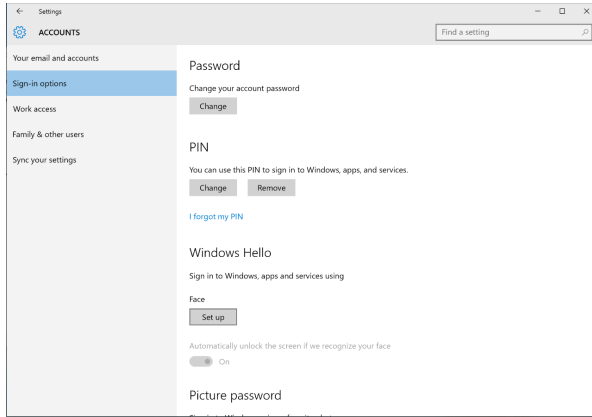 Settings
ACCOUNTS
Find a setting
Your email and accounts
Sign-in options
Work access
Family & other users
Sync your settings
Password
Change your account password
Change
PIN
You can use this PIN to sign in to Windows, apps, and services.
Change Remove
I forgot my PIN
Windows Hello
Sign in to Windows, apps and services using
Face
Set up
Automatically unlock the screen if we recognize your face
On
Picture password